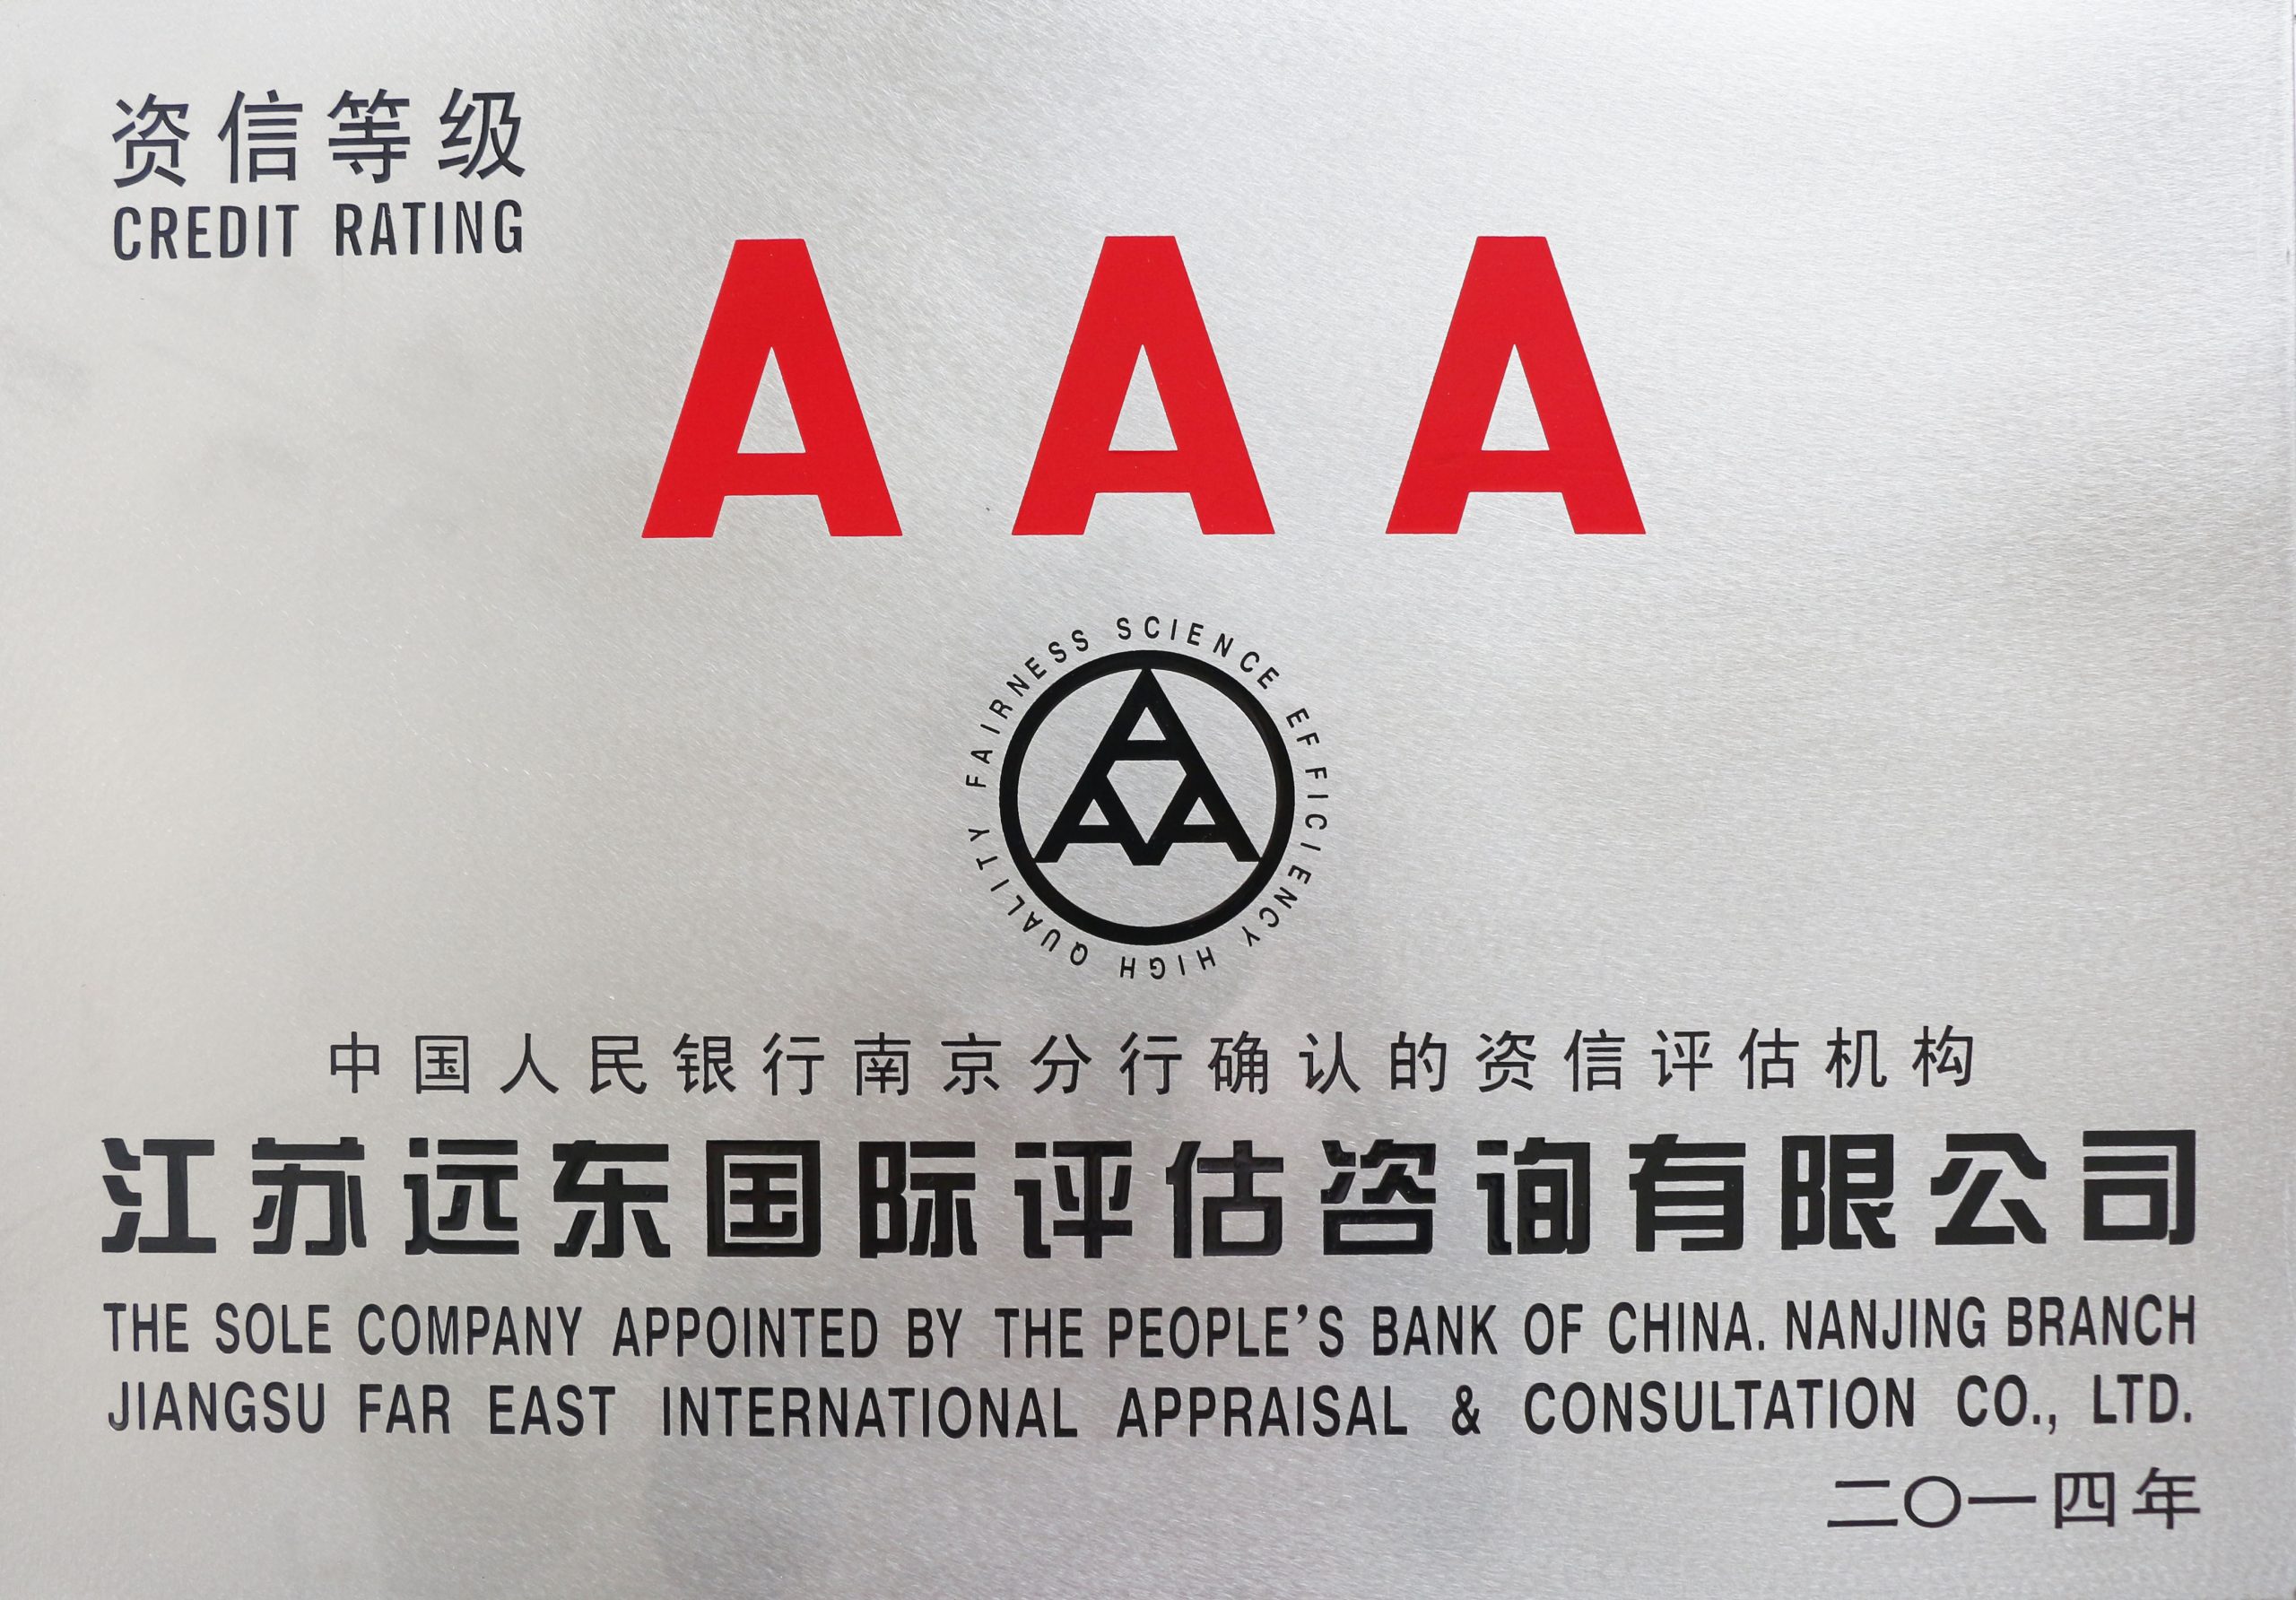 资信等级
CREDIT RATING
A A A
FAIRNESS SCIENCE EFFICIENCY HIGH QUALITY
中国人民银行南京分行确认的资信评估机构
江苏远东国际评估咨询有限公司
THE SOLE COMPANY APPOINTED BY THE PEOPLE'S BANK OF CHINA. NANJING BRANCH
JIANGSU FAR EAST INTERNATIONAL APPRAISAL & CONSULTATION CO., LTD.
二〇一四年